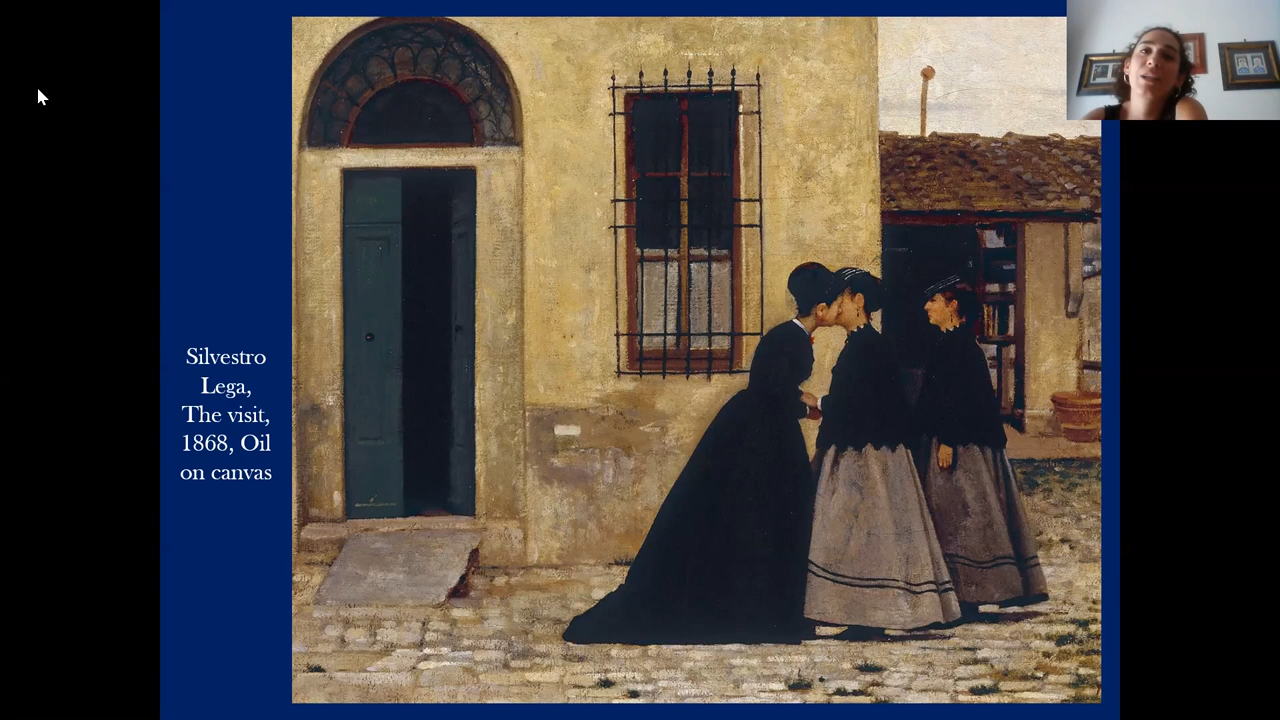 Silvestro
Lega,
The visit,
1868, Oil
on canvas